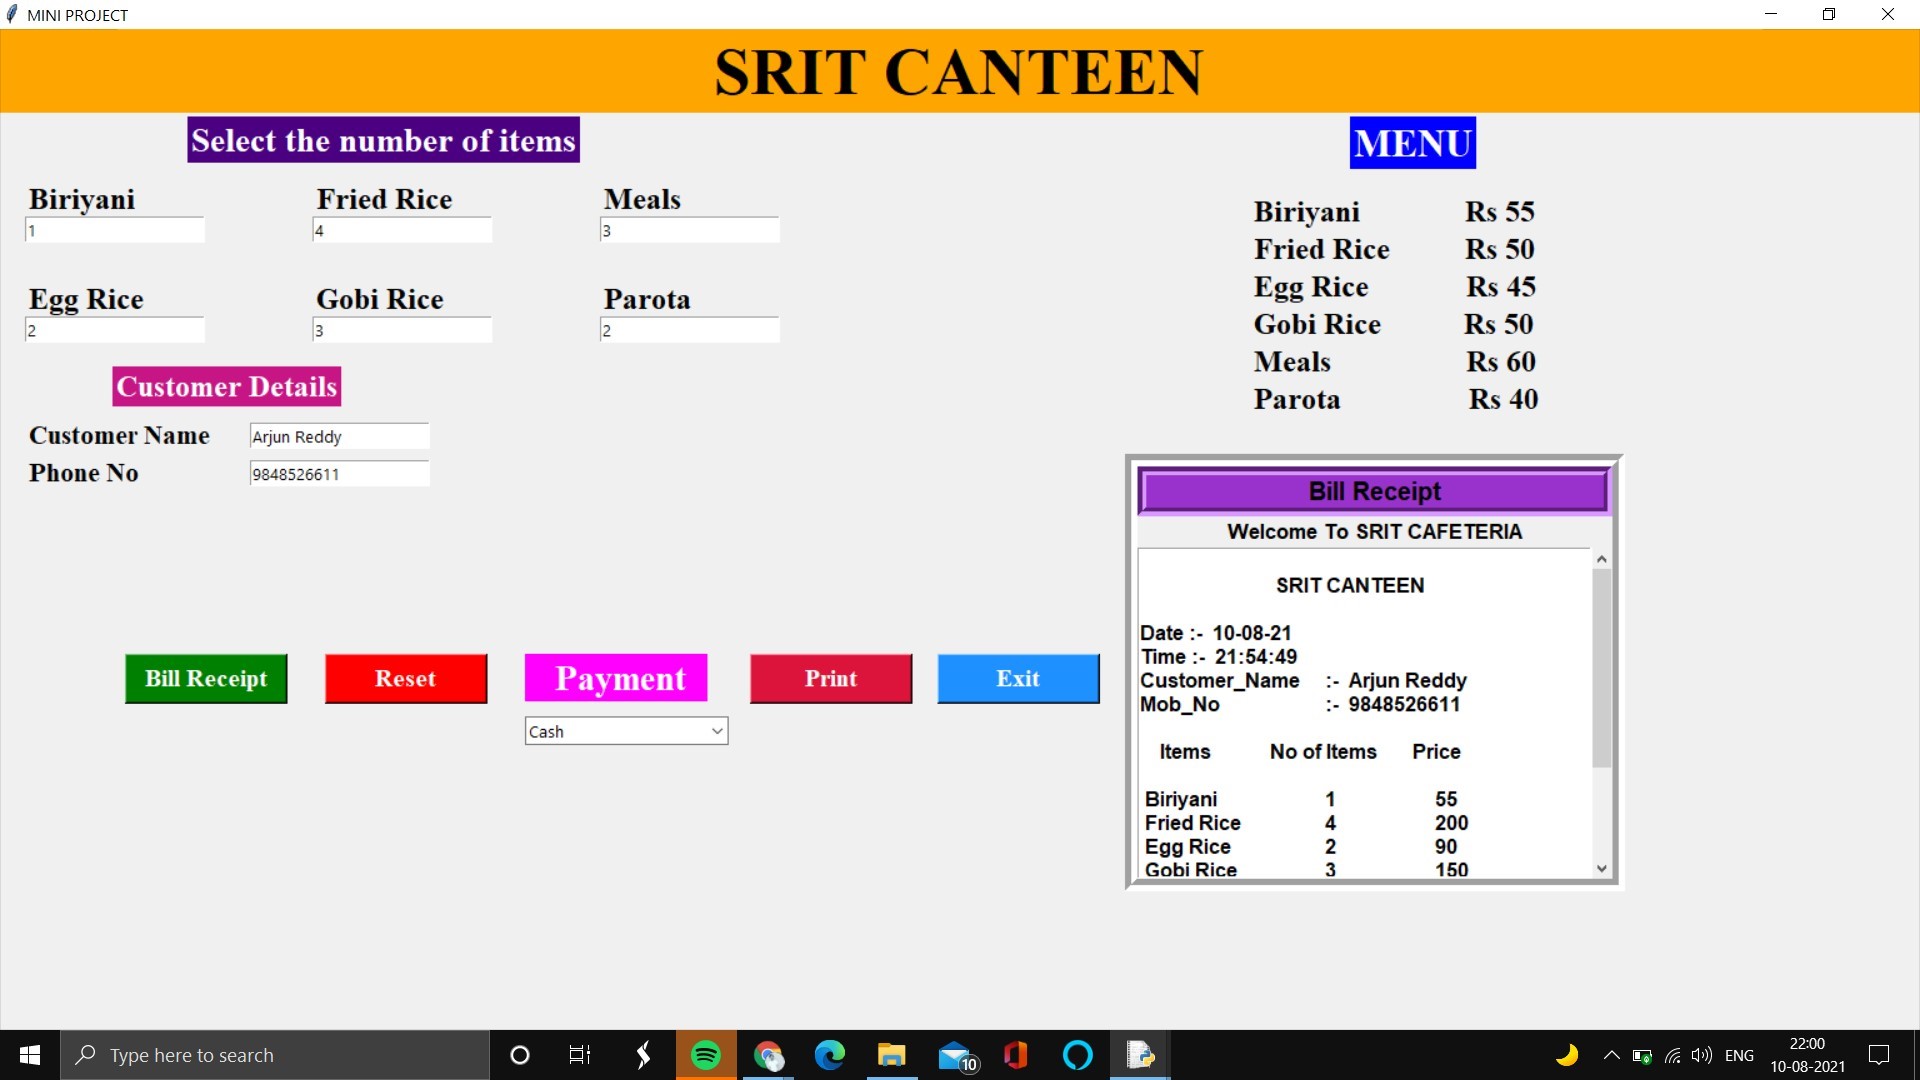 MINI PROJECT
SRIT CANTEEN
Select the number of items
MENU
Biriyani Fried Rice Meals
1 4 3
Egg Rice Gobi Rice Parota
2 3 2
Biriyani Rs 55
Fried Rice Rs 50
Egg Rice Rs 45
Gobi Rice Rs 50
Meals Rs 60
Parota Rs 40
Customer Details
Customer Name Arjun Reddy
Phone No 9848526611
Bill Receipt Reset Payment Print Exit
Cash
Bill Receipt
Welcome To SRIT CAFETERIA
SRIT CANTEEN
Date :- 10-08-21
Time :- 21:54:49
Customer_Name :- Arjun Reddy
Mob_No :- 9848526611
Items No of Items Price
Biriyani 1 55
Fried Rice 4 200
Egg Rice 2 90
Gobi Rice 3 150
Type here to search
10
ENG
22:00
10-08-2021